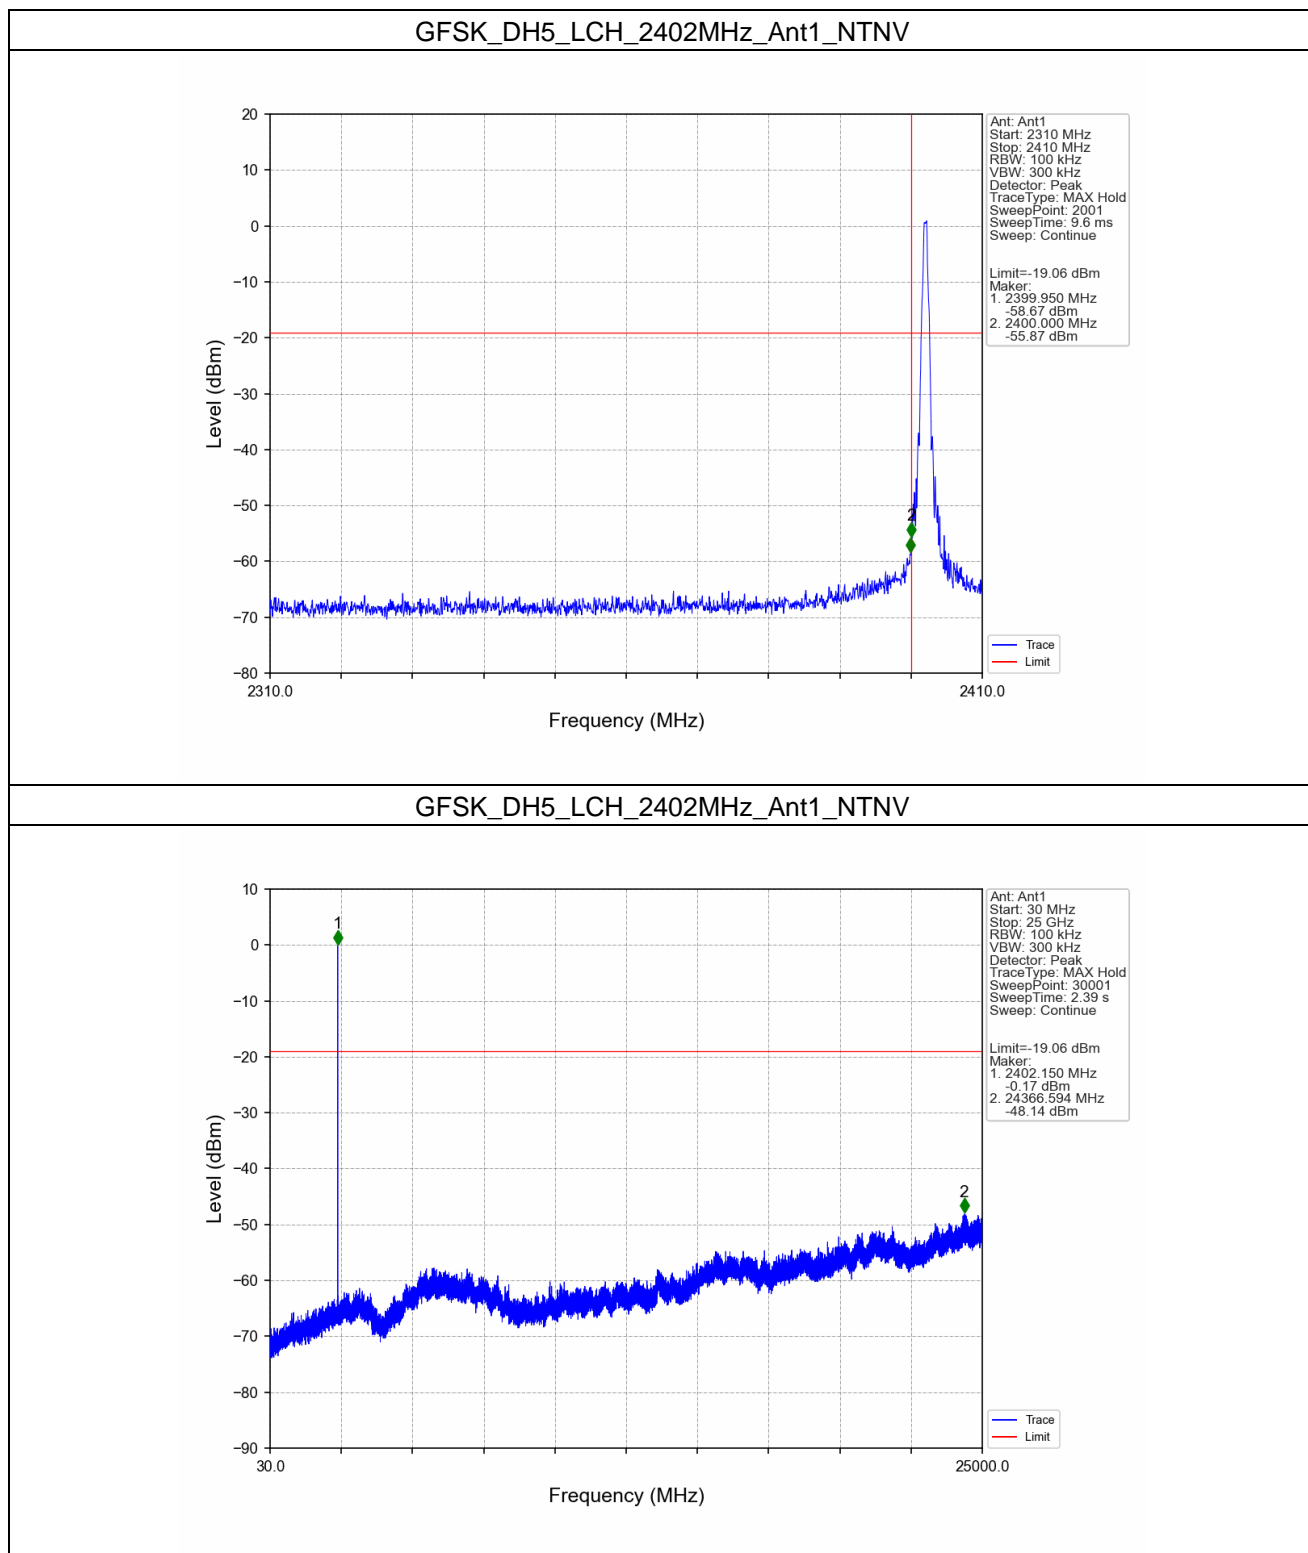 GFSK_DH5_LCH_2402MHz_Ant1_NTNV
20
10
0
−10
−20
−30
−40
−50
−60
−70
−80
Level (dBm)
2
2310.0
2410.0
Frequency (MHz)
Ant: Ant1
Start: 2310 MHz
Stop: 2410 MHz
RBW: 100 kHz
VBW: 300 kHz
Detector: Peak
TraceType: MAX Hold
SweepPoint: 2001
SweepTime: 9.6 ms
Sweep: Continue
Limit=-19.06 dBm
Maker:
1. 2399.950 MHz
-58.67 dBm
2. 2400.000 MHz
-55.87 dBm
Trace
Limit
GFSK_DH5_LCH_2402MHz_Ant1_NTNV
10
0
−10
−20
−30
−40
−50
−60
−70
−80
−90
Level (dBm)
1
2
30.0
25000.0
Frequency (MHz)
Ant: Ant1
Start: 30 MHz
Stop: 25 GHz
RBW: 100 kHz
VBW: 300 kHz
Detector: Peak
TraceType: MAX Hold
SweepPoint: 30001
SweepTime: 2.39 s
Sweep: Continue
Limit=-19.06 dBm
Maker:
1. 2402.150 MHz
-0.17 dBm
2. 24366.594 MHz
-48.14 dBm
Trace
Limit